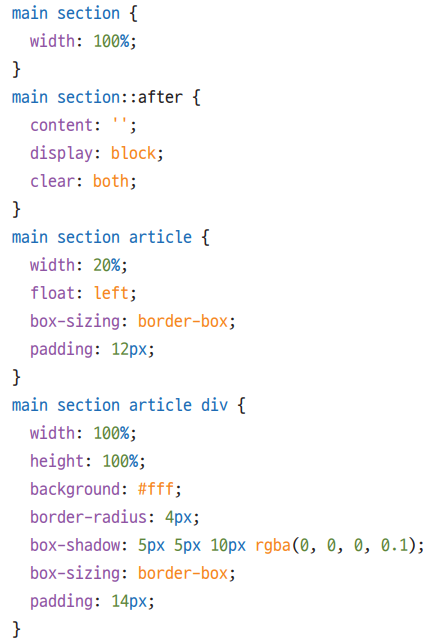 main section {
  width: 100%;
}
main section::after {
  content: '';
  display: block;
  clear: both;
}
main section article {
  width: 20%;
  float: left;
  box-sizing: border-box;
  padding: 12px;
}
main section article div {
  width: 100%;
  height: 100%;
  background: #fff;
  border-radius: 4px;
  box-shadow: 5px 5px 10px rgba(0, 0, 0, 0.1);
  box-sizing: border-box;
  padding: 14px;
}